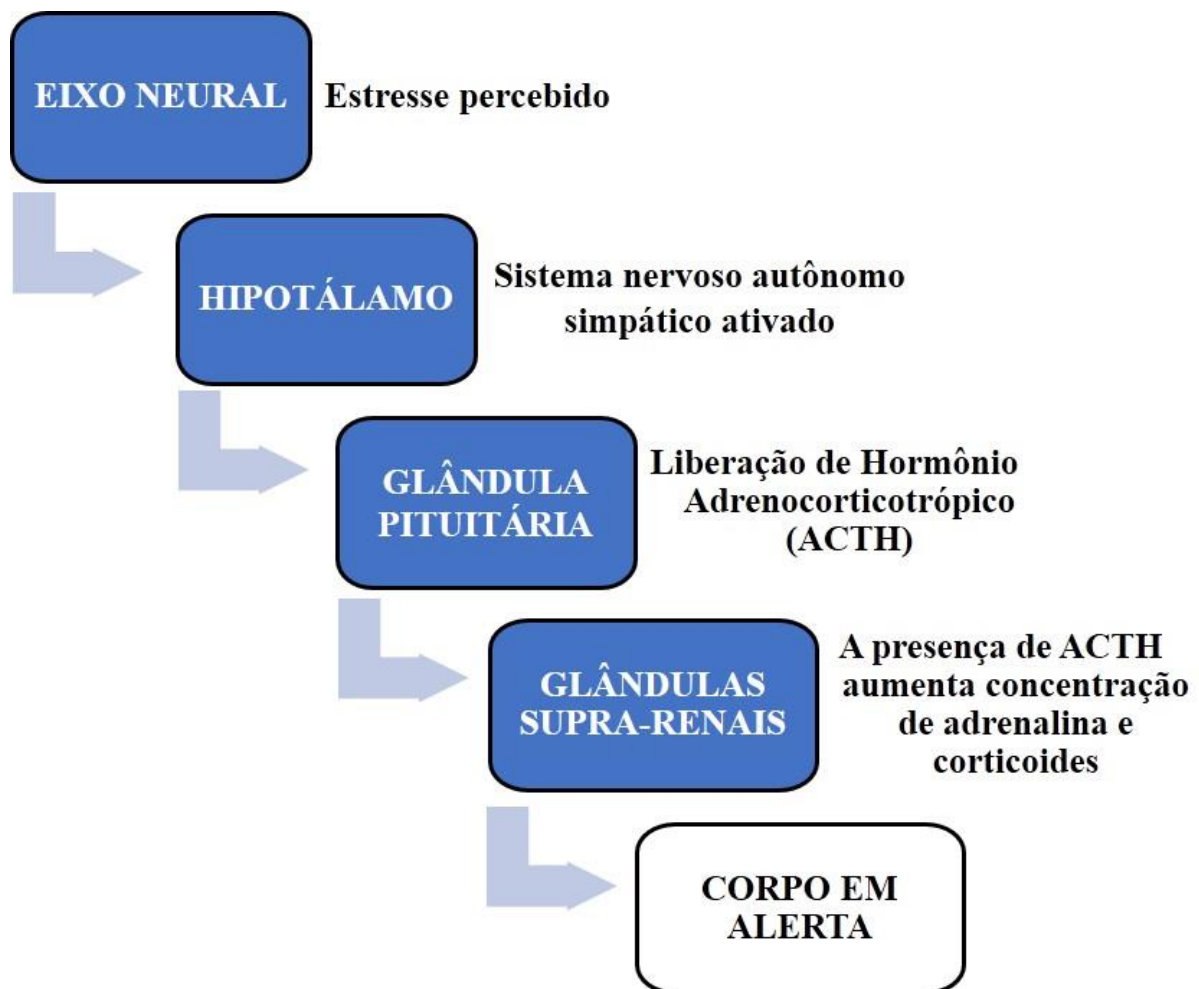 EIXO NEURAL
Estresse percebido
HIPOTÁLAMO
Sistema nervoso autônomo
simpático ativado
GLÂNDULA
PITUITÁRIA
Liberação de Hormônio
Adrenocorticotrópico
(ACTH)
GLÂNDULAS
SUPRA-RENAIS
A presença de ACTH
aumenta concentração
de adrenalina e
corticoides
CORPO EM
ALERTA